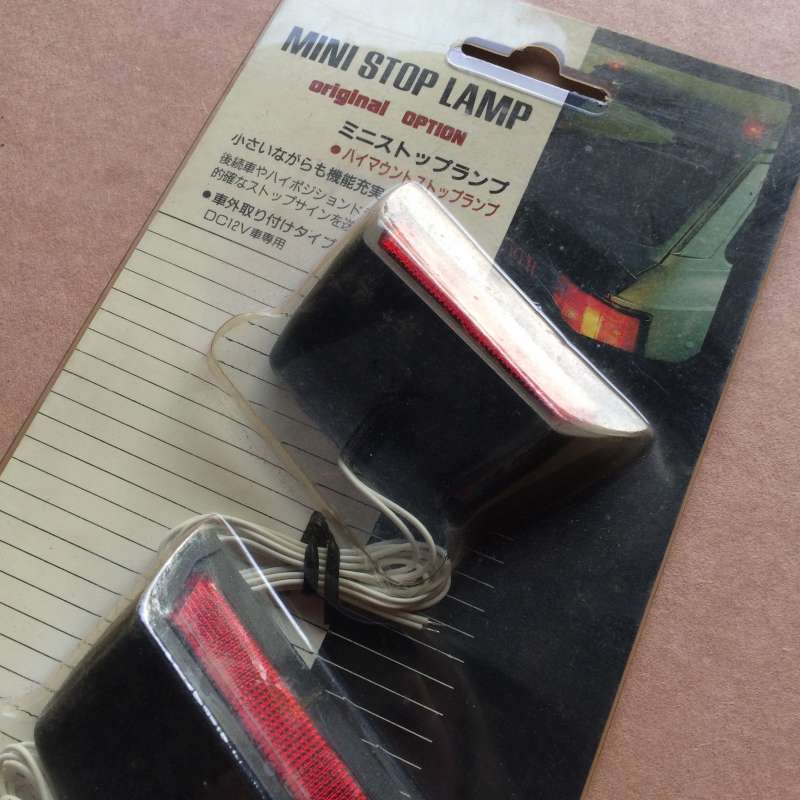 MINI STOP LAMP
original OPTION
ミニストップランプ
●ハイマウントストップランプ
小さいながらも機能充実
後続車やハイポジションド
的確なストップサインを送
●車外取り付けタイプ
DC12V車専用